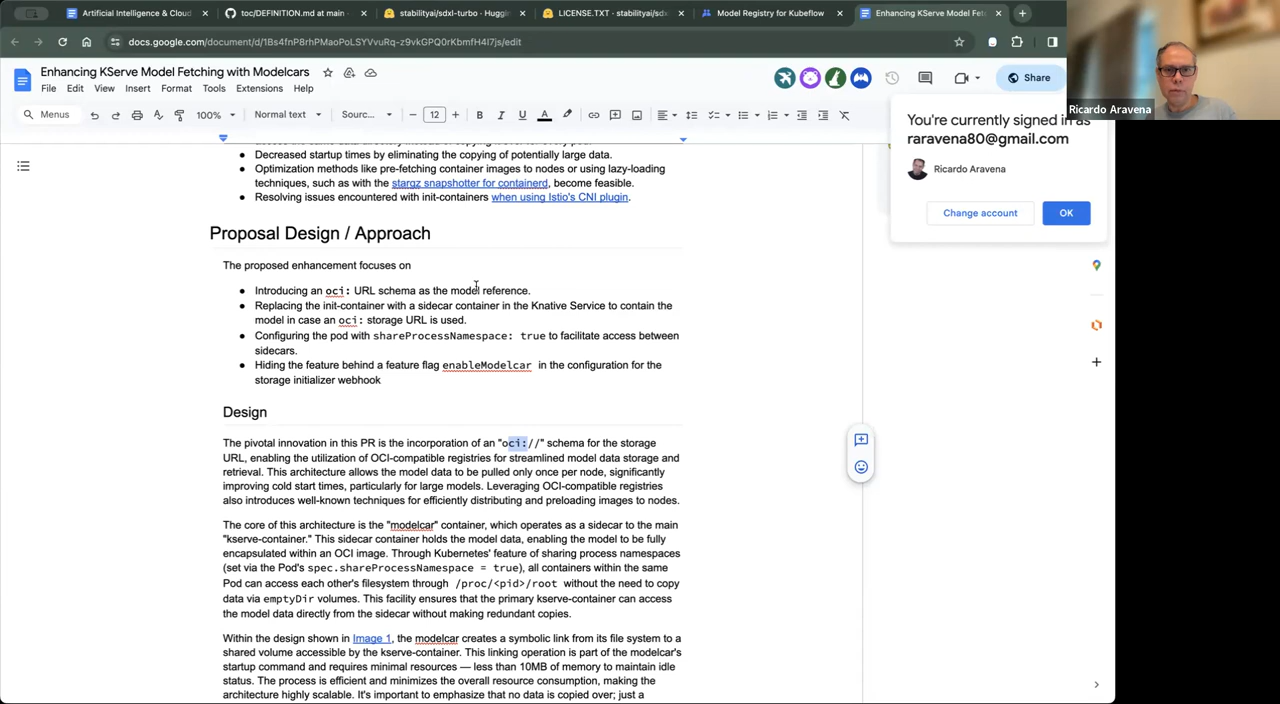 Artificial Intelligence & Cloud
toc/DEFINITION.md at main ·
stabilityai/sdxl-turbo · Huggi
LICENSE.TXT · stabilityai/sdx
Model Registry for Kubeflow
Enhancing KServe Model Fetc
docs.google.com/document/d/1Bs4fnP8rhPMaoPoLSYVvuRq-z9vkGPQ0rKbmfH4I7js/edit
Enhancing KServe Model Fetching with Modelcars
File Edit View Insert Format Tools Extensions Help
Share
Menus 100% Normal text Sourc... 12 B I U A
Ricardo Aravena
You're currently signed in as
raravena80@gmail.com
Ricardo Aravena
Change account OK
● Decreased startup times by eliminating the copying of potentially large data.
● Optimization methods like pre-fetching container images to nodes or using lazy-loading
techniques, such as with the stargz snapshotter for containerd, become feasible.
● Resolving issues encountered with init-containers when using Istio's CNI plugin.
Proposal Design / Approach
The proposed enhancement focuses on
● Introducing an oci: URL schema as the model reference.
● Replacing the init-container with a sidecar container in the Knative Service to contain the
model in case an oci: storage URL is used.
● Configuring the pod with shareProcessNamespace: true to facilitate access between
sidecars.
● Hiding the feature behind a feature flag enableModelcar in the configuration for the
storage initializer webhook
Design
The pivotal innovation in this PR is the incorporation of an "oci://" schema for the storage
URL, enabling the utilization of OCI-compatible registries for streamlined model data storage and
retrieval. This architecture allows the model data to be pulled only once per node, significantly
improving cold start times, particularly for large models. Leveraging OCI-compatible registries
also introduces well-known techniques for efficiently distributing and preloading images to nodes.
The core of this architecture is the "modelcar" container, which operates as a sidecar to the main
"kserve-container." This sidecar container holds the model data, enabling the model to be fully
encapsulated within an OCI image. Through Kubernetes' feature of sharing process namespaces
(set via the Pod's spec.shareProcessNamespace = true), all containers within the same
Pod can access each other's filesystem through /proc/<pid>/root without the need to copy
data via emptyDir volumes. This facility ensures that the primary kserve-container can access
the model data directly from the sidecar without making redundant copies.
Within the design shown in Image 1, the modelcar creates a symbolic link from its file system to a
shared volume accessible by the kserve-container. This linking operation is part of the modelcar's
startup command and requires minimal resources — less than 10MB of memory to maintain idle
status. The process is efficient and minimizes the overall resource consumption, making the
architecture highly scalable. It's important to emphasize that no data is copied over; just a